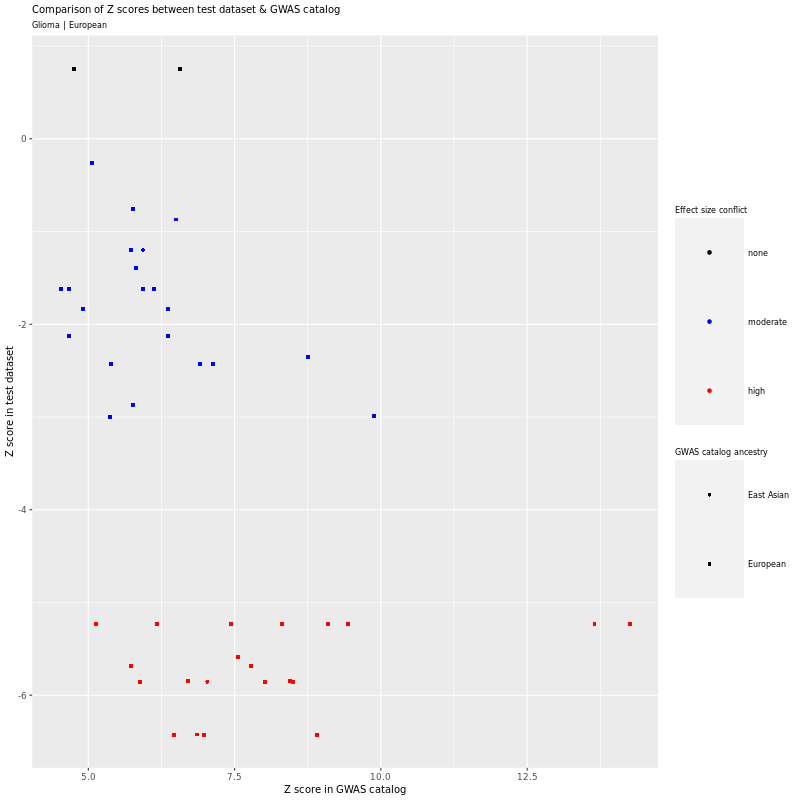 Comparison of Z scores between test dataset & GWAS catalog
Glioma | European
0
-2
-4
-6
Z score in test dataset
5.0
7.5
10.0
12.5
Z score in GWAS catalog
Effect size conflict
none
moderate
high
GWAS catalog ancestry
East Asian
European